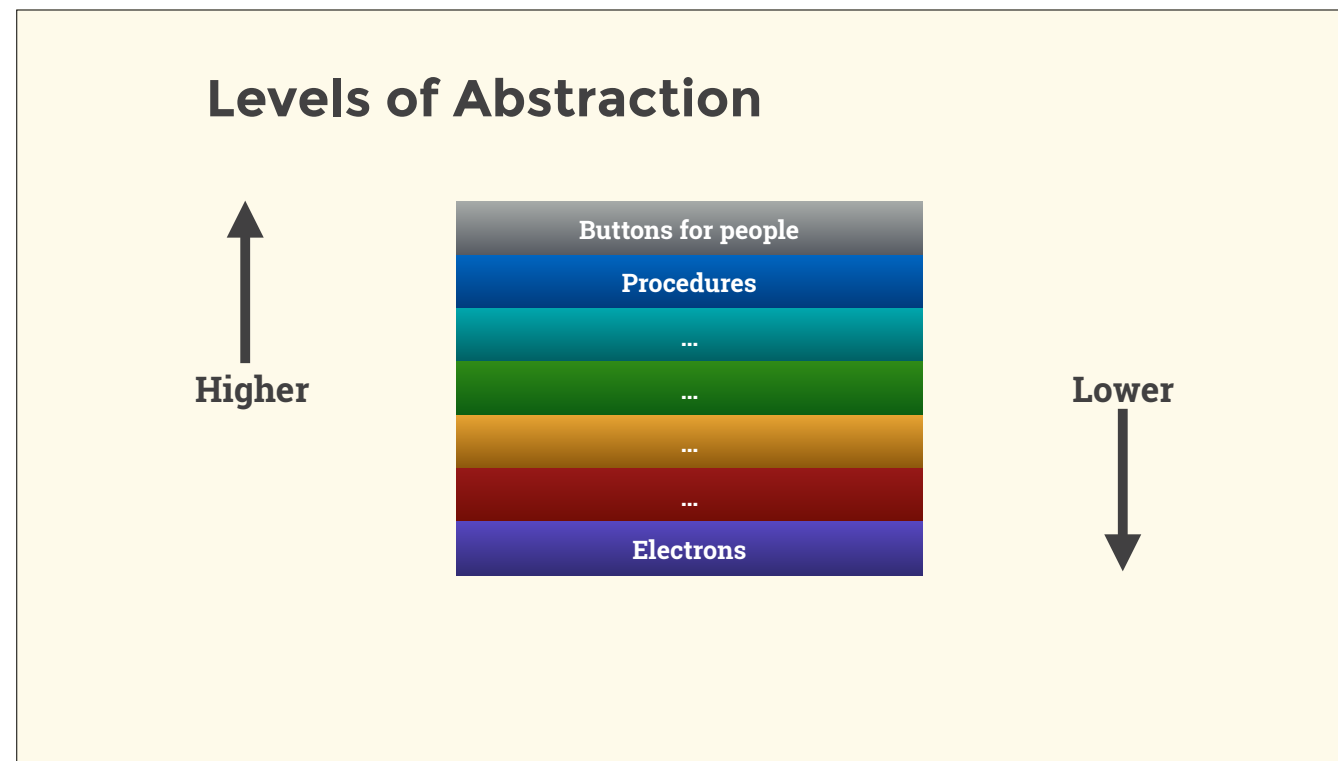 Levels of Abstraction
Buttons for people
Procedures
...
...
...
...
Electrons
Higher
Lower